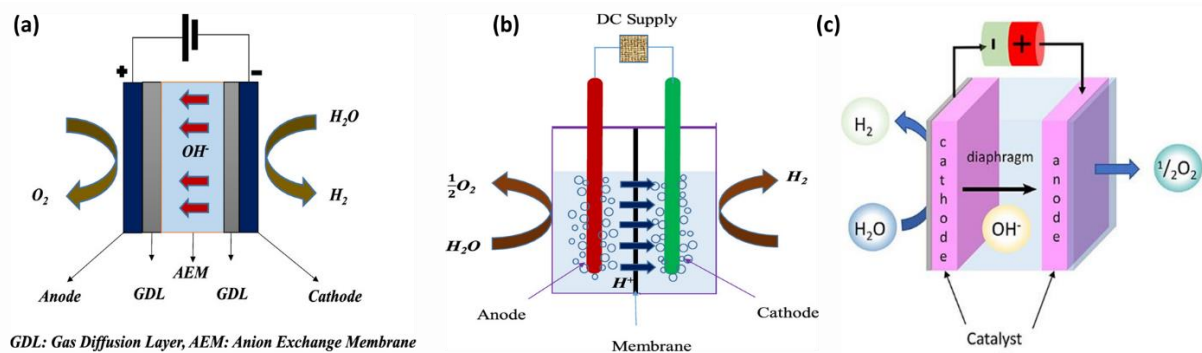 (a)
+
-
H₂O
OH⁻
O₂
H₂
AEM
Anode
GDL
GDL
Cathode
GDL: Gas Diffusion Layer, AEM: Anion Exchange Membrane
(b)
DC Supply
½O₂
H₂
H₂O
H⁺
Anode
Cathode
Membrane
(c)
- +
H₂
diaphragm
cathode
anode
½O₂
H₂O
OH⁻
Catalyst